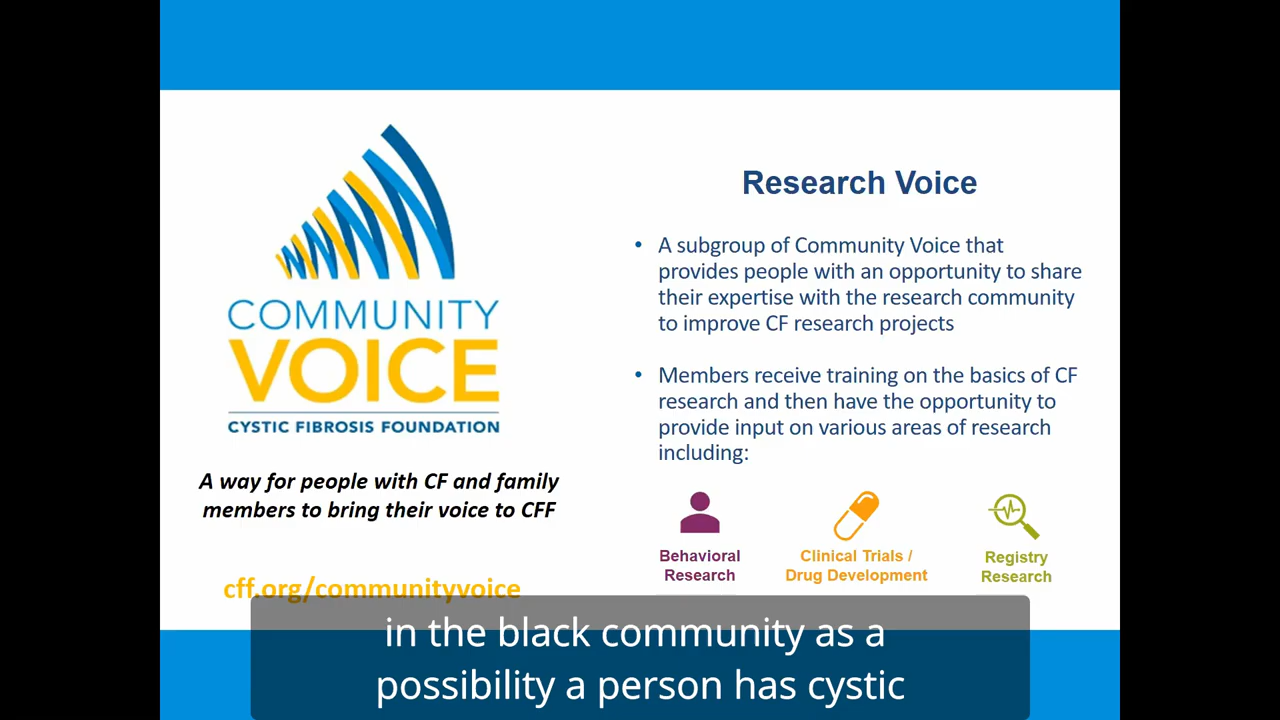 COMMUNITY
VOICE
CYSTIC FIBROSIS FOUNDATION
A way for people with CF and family
members to bring their voice to CFF
cff.org/communityvoice
Research Voice
• A subgroup of Community Voice that
provides people with an opportunity to share
their expertise with the research community
to improve CF research projects
• Members receive training on the basics of CF
research and then have the opportunity to
provide input on various areas of research
including:
Behavioral
Research
Clinical Trials /
Drug Development
Registry
Research
in the black community as a
possibility a person has cystic